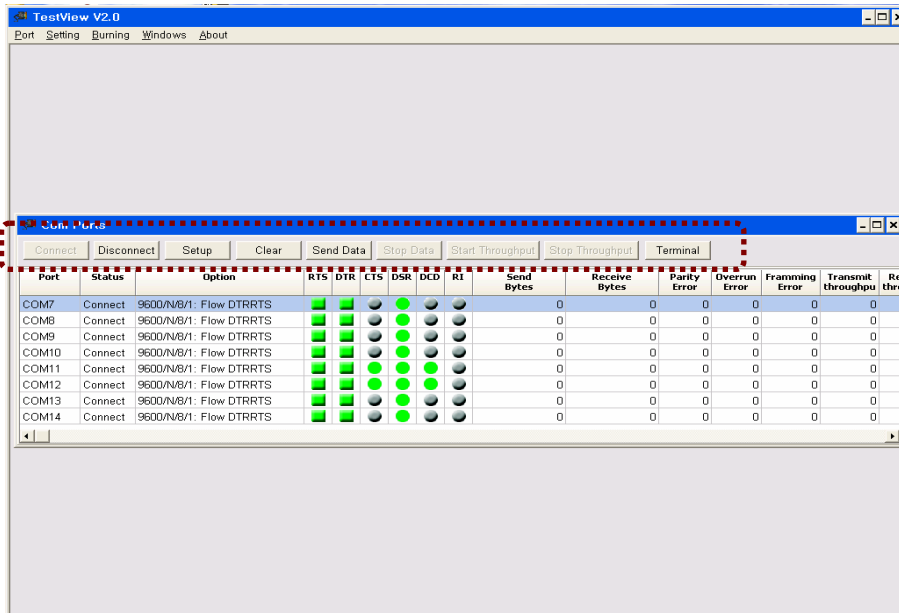 TestView V2.0
Port Setting Burning Windows About
Com Ports
Connect Disconnect Setup Clear Send Data Stop Data Start Throughput Stop Throughput Terminal
Port Status Option RTS DTR CTS DSR DCD RI Send Bytes Receive Bytes Parity Error Overrun Error Framming Error Transmit throughpu Re thro
COM7 Connect 9600/N/8/1: Flow DTRRTS 0 0 0 0 0 0
COM8 Connect 9600/N/8/1: Flow DTRRTS 0 0 0 0 0 0
COM9 Connect 9600/N/8/1: Flow DTRRTS 0 0 0 0 0 0
COM10 Connect 9600/N/8/1: Flow DTRRTS 0 0 0 0 0 0
COM11 Connect 9600/N/8/1: Flow DTRRTS 0 0 0 0 0 0
COM12 Connect 9600/N/8/1: Flow DTRRTS 0 0 0 0 0 0
COM13 Connect 9600/N/8/1: Flow DTRRTS 0 0 0 0 0 0
COM14 Connect 9600/N/8/1: Flow DTRRTS 0 0 0 0 0 0